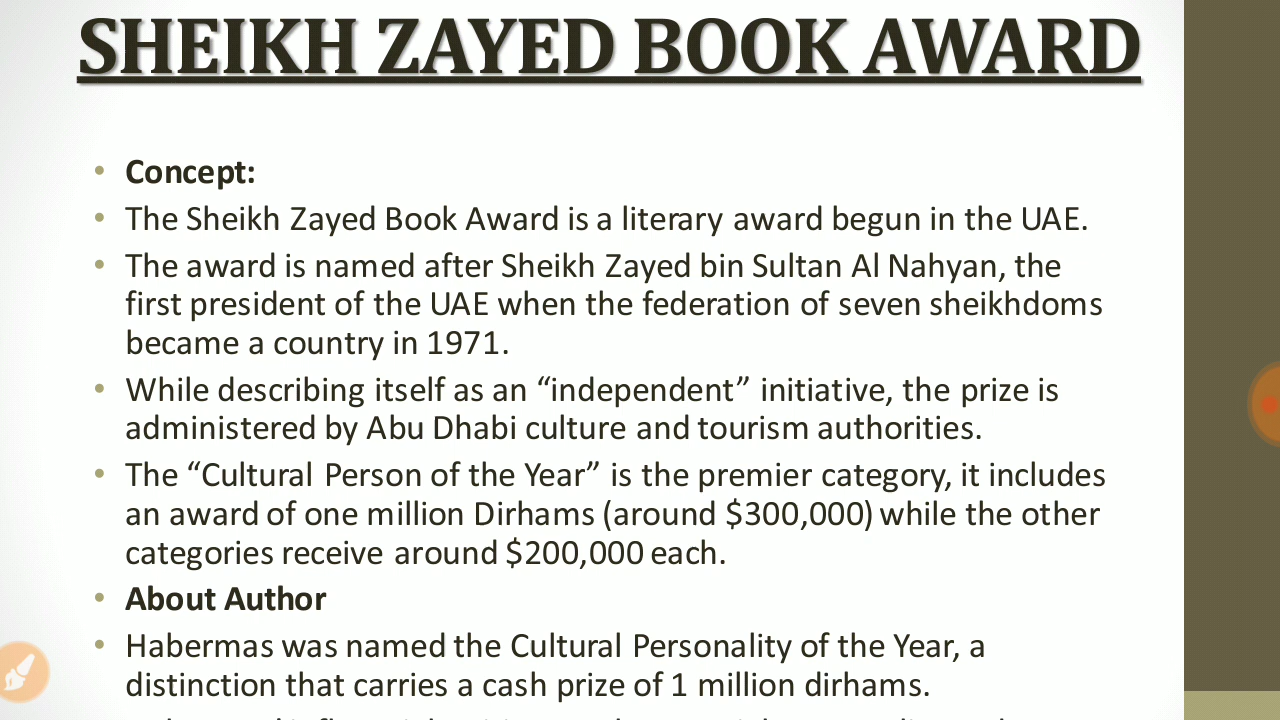 SHEIKH ZAYED BOOK AWARD
• Concept:
• The Sheikh Zayed Book Award is a literary award begun in the UAE.
• The award is named after Sheikh Zayed bin Sultan Al Nahyan, the
first president of the UAE when the federation of seven sheikhdoms
became a country in 1971.
• While describing itself as an “independent” initiative, the prize is
administered by Abu Dhabi culture and tourism authorities.
• The “Cultural Person of the Year” is the premier category, it includes
an award of one million Dirhams (around $300,000) while the other
categories receive around $200,000 each.
• About Author
• Habermas was named the Cultural Personality of the Year, a
distinction that carries a cash prize of 1 million dirhams.